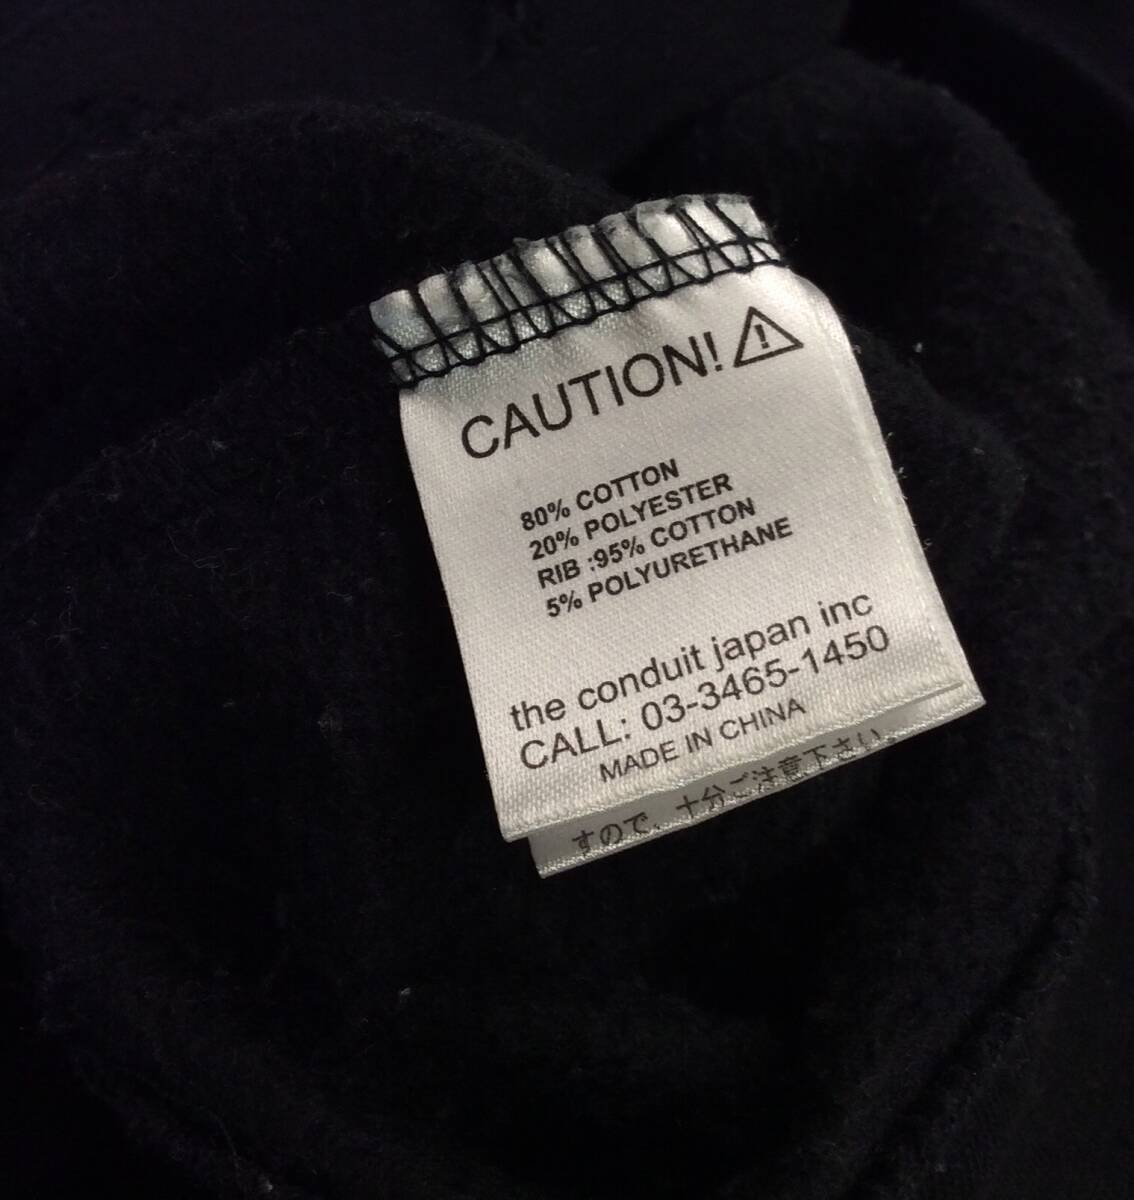 CAUTION!
80% COTTON
20% POLYESTER
RIB :95% COTTON
5% POLYURETHANE
the conduit japan inc
CALL: 03-3465-1450
MADE IN CHINA
すので、十分ご注意下さい